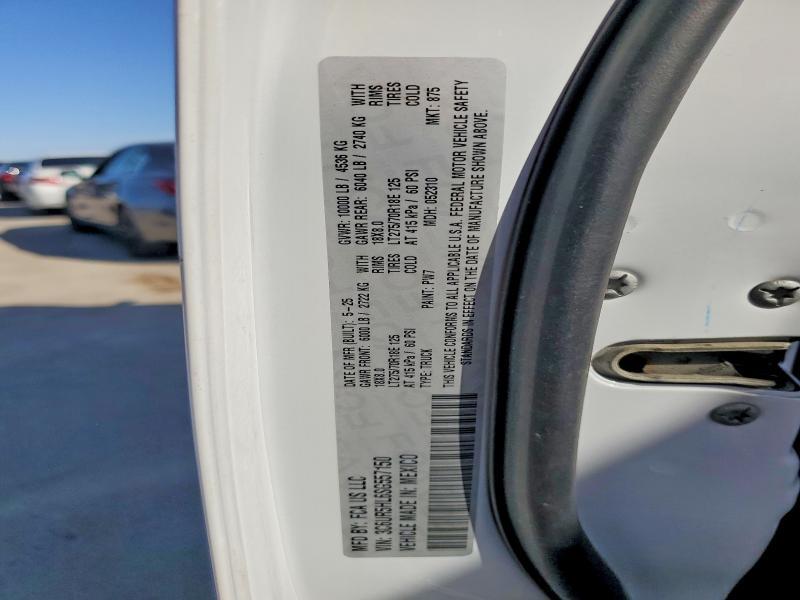 MFD BY: FCA US LLC
DATE OF MFR (BUILT): 5-25 GVWR: 10000 LB / 4536 KG
GAWR FRONT: 6000 LB / 2722 KG WITH GAWR REAR: 6040 LB / 2740 KG WITH
18X8.0 RIMS 18X8.0 RIMS
LT275/70R18E 125 TIRES LT275/70R18E 125 TIRES
AT 415 kPa / 60 PSI COLD AT 415 kPa / 60 PSI COLD
VIN: 3C6UR5HL6SG557150
TYPE: TRUCK PAINT: PW7 MDH: 052310 MKT: 875
VEHICLE MADE IN: MEXICO
THIS VEHICLE CONFORMS TO ALL APPLICABLE U.S.A. FEDERAL MOTOR VEHICLE SAFETY
STANDARDS IN EFFECT ON THE DATE OF MANUFACTURE SHOWN ABOVE.